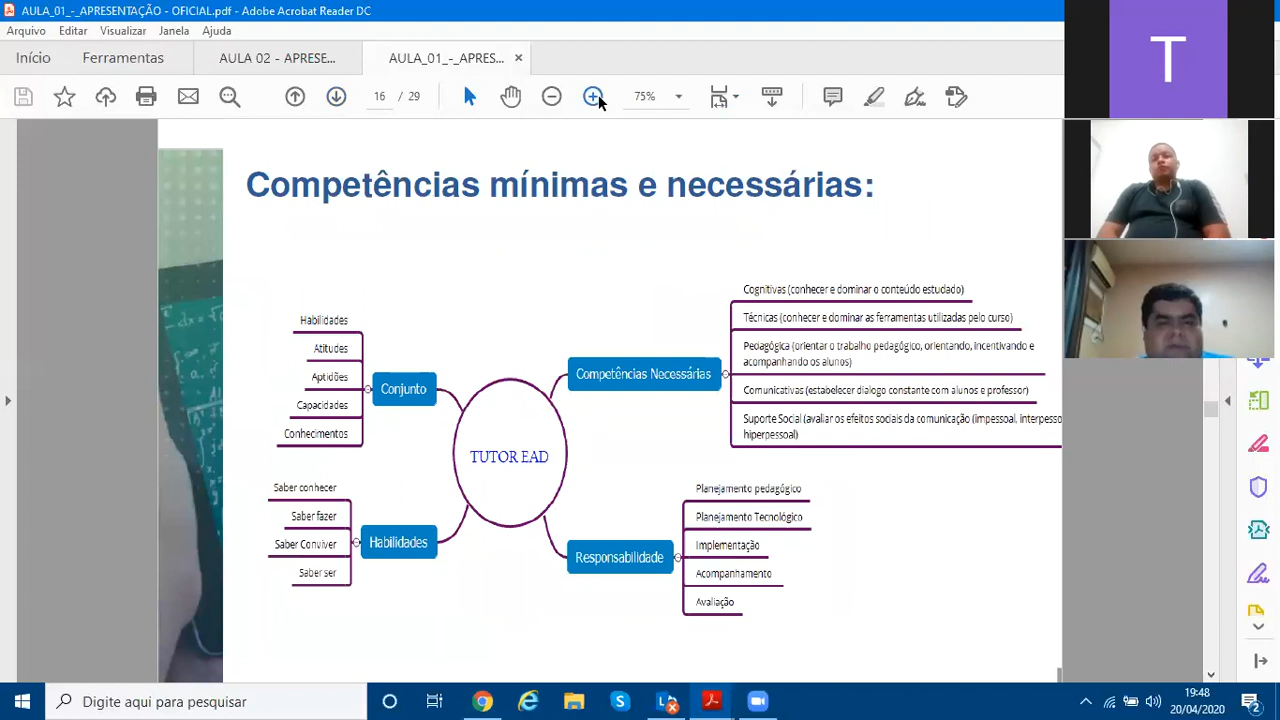 AULA_01_-_APRESENTAÇÃO - OFICIAL.pdf - Adobe Acrobat Reader DC
Arquivo Editar Visualizar Janela Ajuda
Início Ferramentas AULA 02 - APRESE... AULA_01_-_APRES... ×
16 / 29 75%
T
Competências mínimas e necessárias:
Habilidades
Atitudes
Aptidões
Capacidades
Conhecimentos
Conjunto
Saber conhecer
Saber fazer
Saber Conviver
Saber ser
Habilidades
TUTOR EAD
Competências Necessárias
Cognitivas (conhecer e dominar o conteúdo estudado)
Técnicas (conhecer e dominar as ferramentas utilizadas pelo curso)
Pedagógica (orientar o trabalho pedagógico, orientando, incentivando e
acompanhando os alunos)
Comunicativas (estabelecer dialogo constante com alunos e professor)
Suporte Social (avaliar os efeitos sociais da comunicação (impessoal, interpesso
hiperpessoal)
Responsabilidade
Planejamento pedagógico
Planejamento Tecnológico
Implementação
Acompanhamento
Avaliação
Digite aqui para pesquisar
19:48
20/04/2020
2